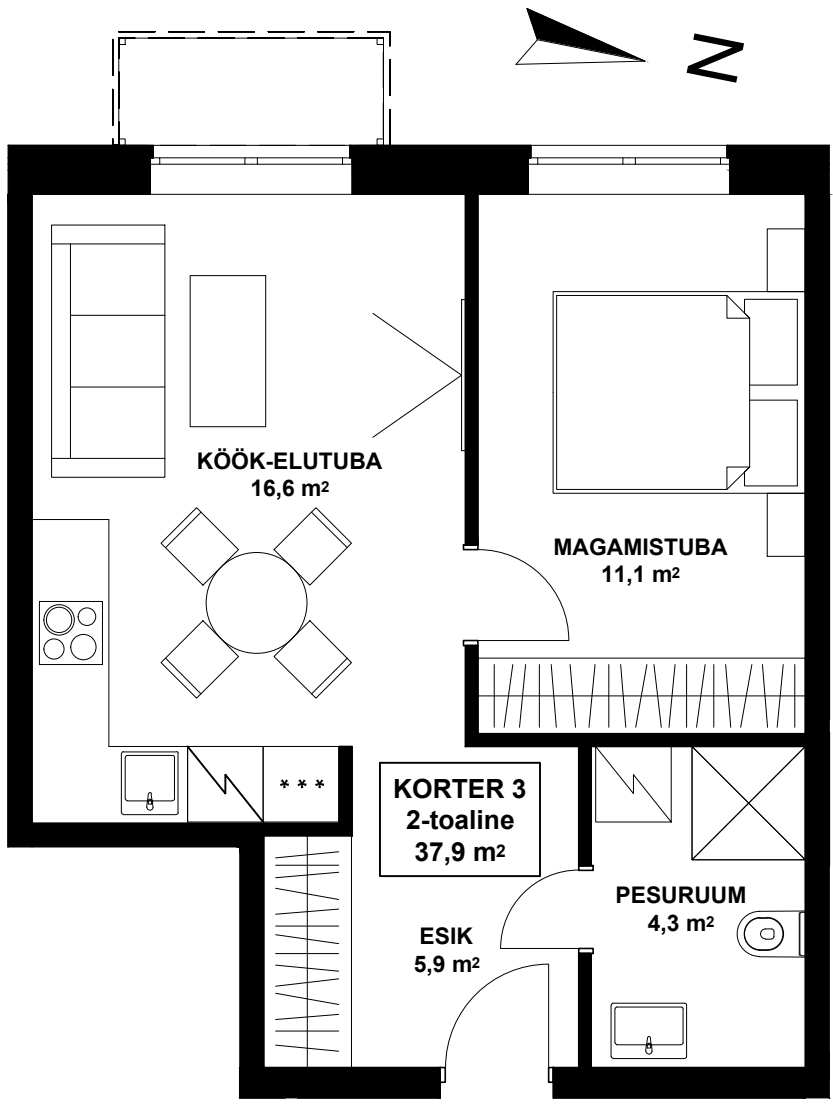 N
KÖÖK-ELUTUBA
16,6 m²
MAGAMISTUBA
11,1 m²
* * *
KORTER 3
2-toaline
37,9 m²
PESURUUM
4,3 m²
ESIK
5,9 m²